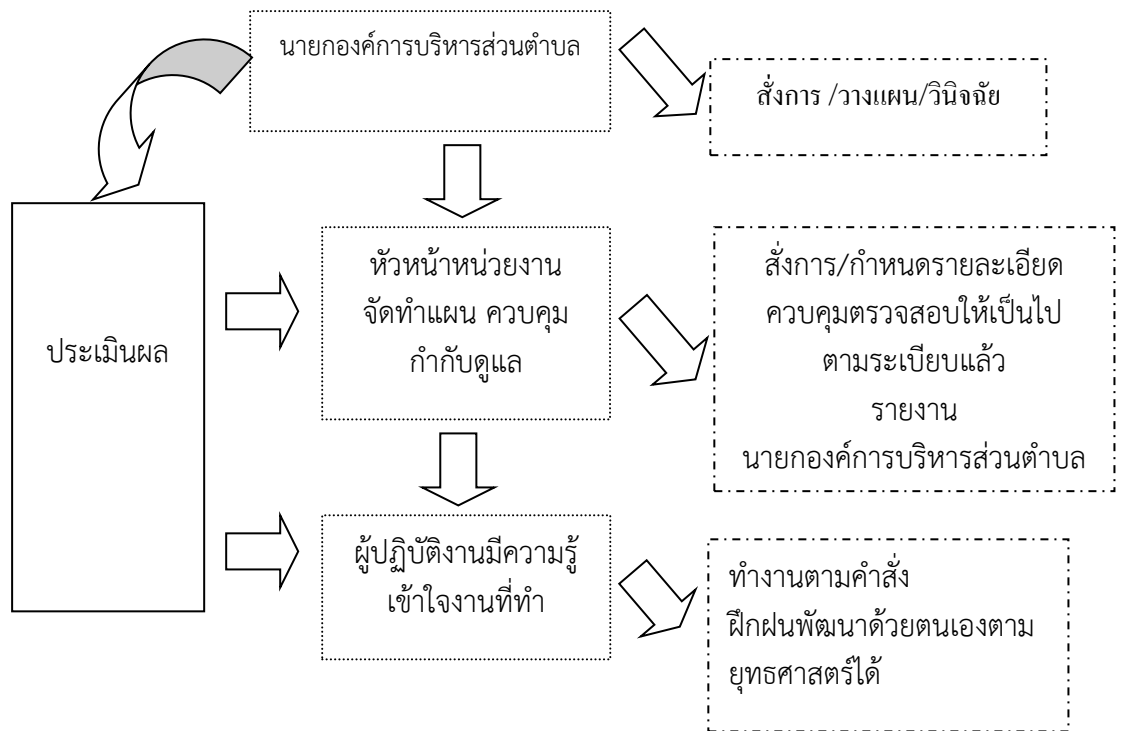 นายกองค์การบริหารส่วนตำบล
สั่งการ /วางแผน/วินิจฉัย
ประเมินผล
หัวหน้าหน่วยงาน
จัดทำแผน ควบคุม
กำกับดูแล
สั่งการ/กำหนดรายละเอียด
ควบคุมตรวจสอบให้เป็นไป
ตามระเบียบแล้ว
รายงาน
นายกองค์การบริหารส่วนตำบล
ผู้ปฏิบัติงานมีความรู้
เข้าใจงานที่ทำ
ทำงานตามคำสั่ง
ฝึกฝนพัฒนาด้วยตนเองตาม
ยุทธศาสตร์ได้